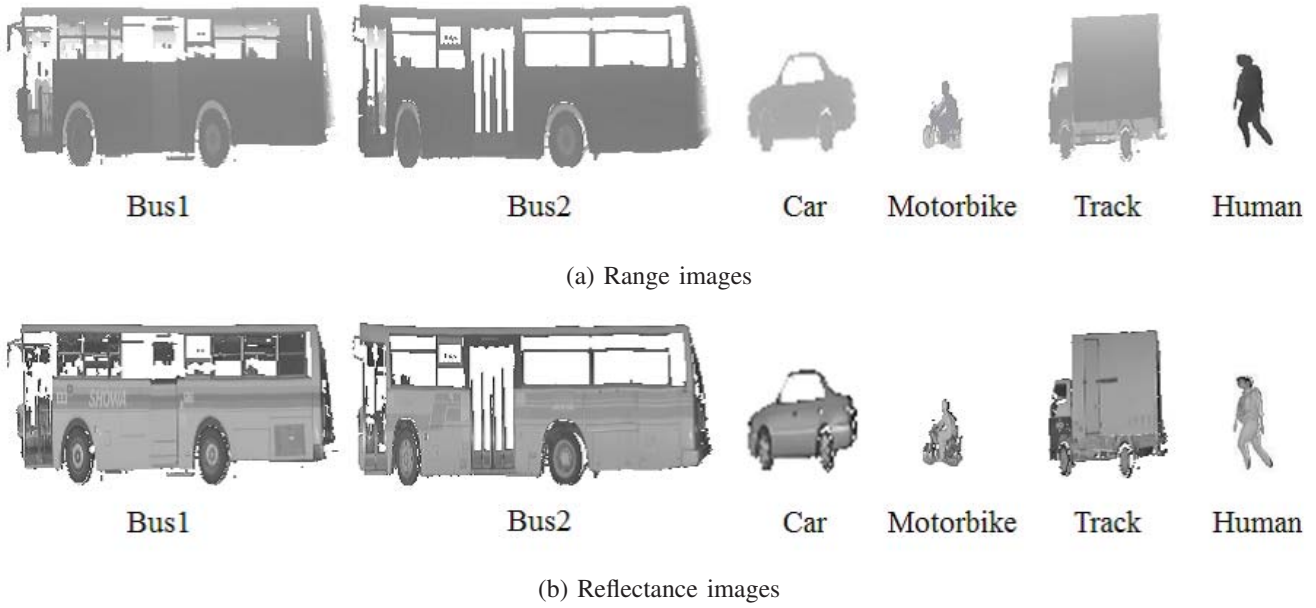 Bus1 Bus2 Car Motorbike Track Human
(a) Range images
SHOWA
Bus1 Bus2 Car Motorbike Track Human
(b) Reflectance images